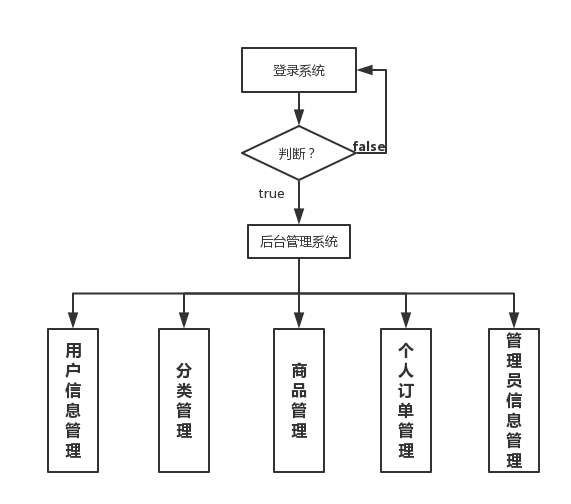 登录系统
判断？
false
true
后台管理系统
用户信息管理
分类管理
商品管理
个人订单管理
管理员信息管理